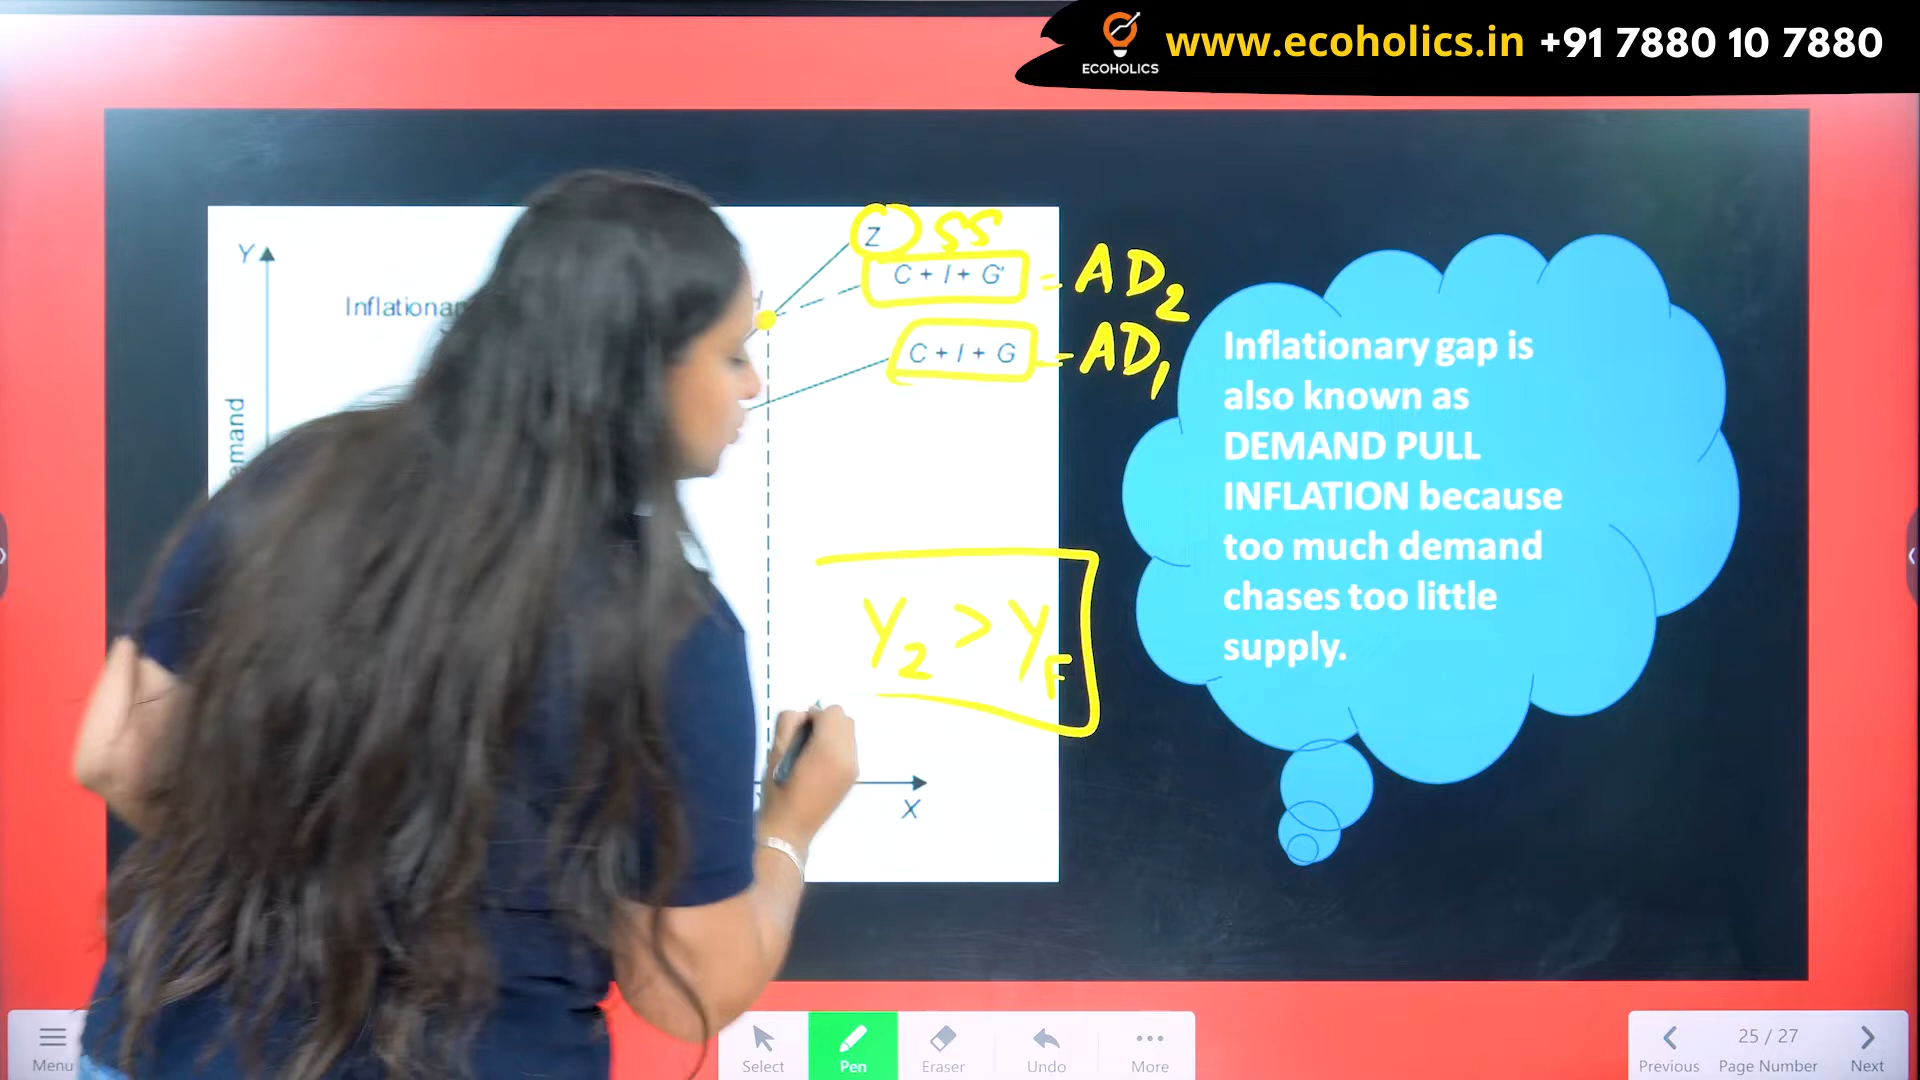 www.ecoholics.in +91 7880 10 7880
ECOHOLICS
Z SS
Y
C + I + G' = AD2
Inflationary
C + I + G = AD1
Inflationary gap is
also known as
DEMAND PULL
INFLATION because
too much demand
chases too little
supply.
Y2 > YF
X
Menu
Select
Pen
Eraser
Undo
More
25 / 27
Previous
Page Number
Next